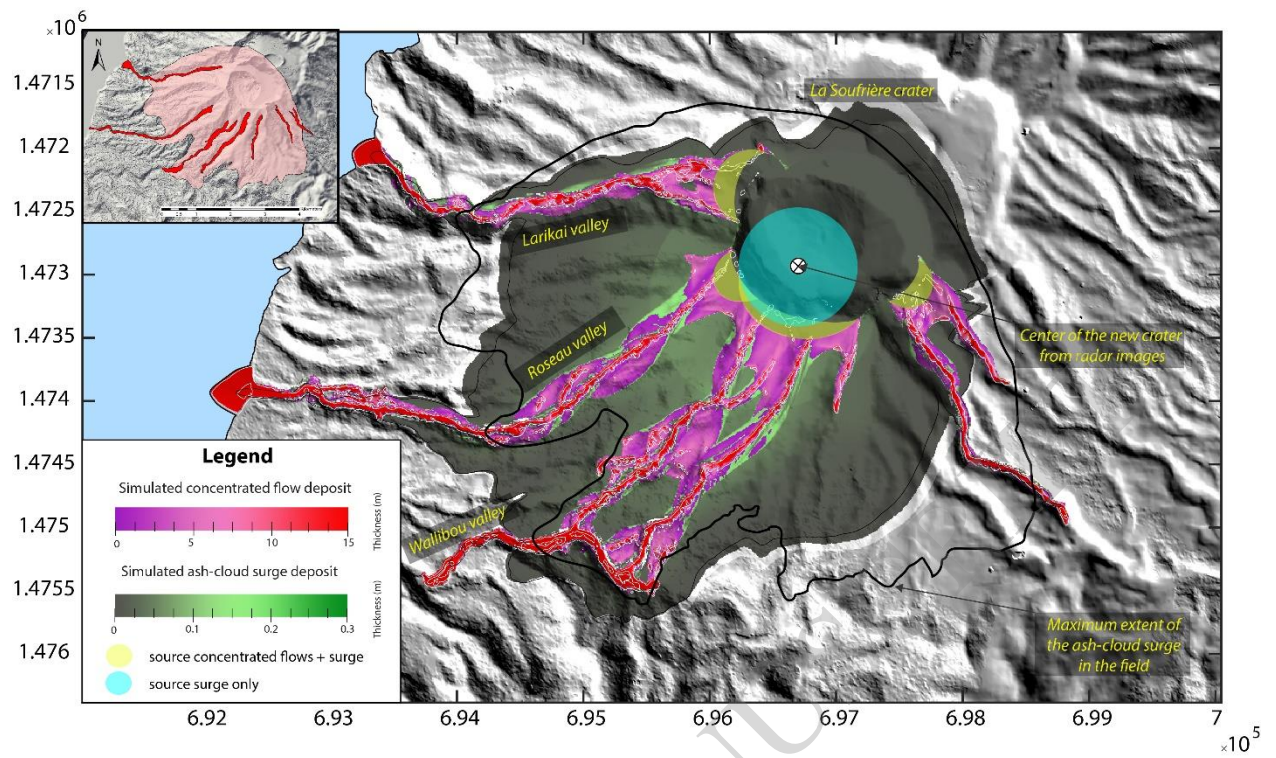 ×10⁶
1.4715
1.472
1.4725
1.473
1.4735
1.474
1.4745
1.475
1.4755
1.476
N
La Soufrière crater
Larikai valley
Roseau valley
Wallibou valley
Center of the new crater
from radar images
Maximum extent of
the ash-cloud surge
in the field
Legend
Simulated concentrated flow deposit
0 5 10 15
Thickness (m)
Simulated ash-cloud surge deposit
0 0.1 0.2 0.3
Thickness (m)
source concentrated flows + surge
source surge only
6.92 6.93 6.94 6.95 6.96 6.97 6.98 6.99 7
×10⁵